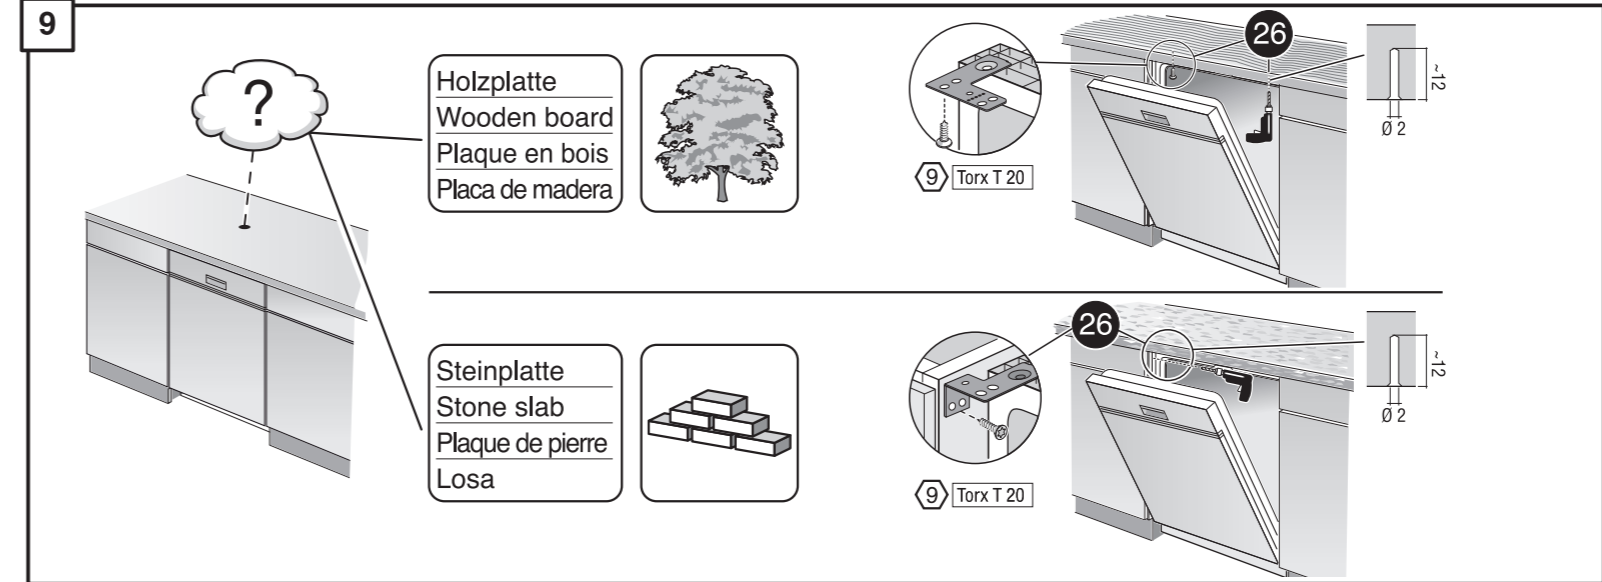 9
?
Holzplatte
Wooden board
Plaque en bois
Placa de madera
26
9 Torx T 20
~12
Ø 2
Steinplatte
Stone slab
Plaque de pierre
Losa
26
9 Torx T 20
~12
Ø 2